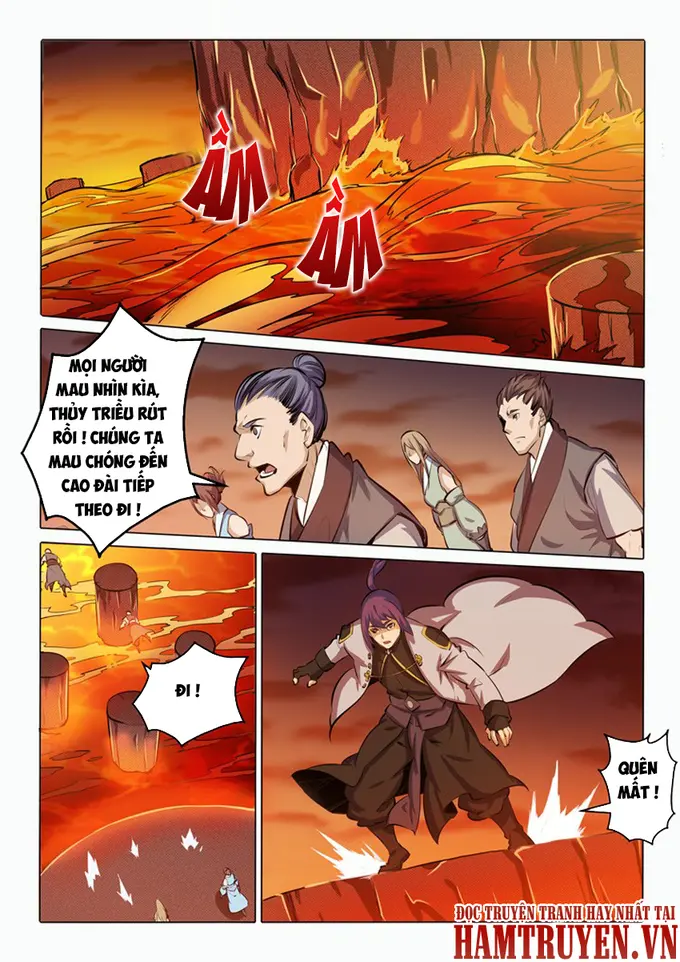 ẦM
ẦM
MỌI NGƯỜI
MAU NHÌN KÌA,
THỦY TRIỀU RÚT
RỒI ! CHÚNG TA
MAU CHÓNG ĐẾN
CAO ĐÀI TIẾP
THEO ĐI !
ĐI !
QUÊN
MẤT !
ĐỌC TRUYỆN TRANH HAY NHẤT TẠI
HAMTRUYEN.VN